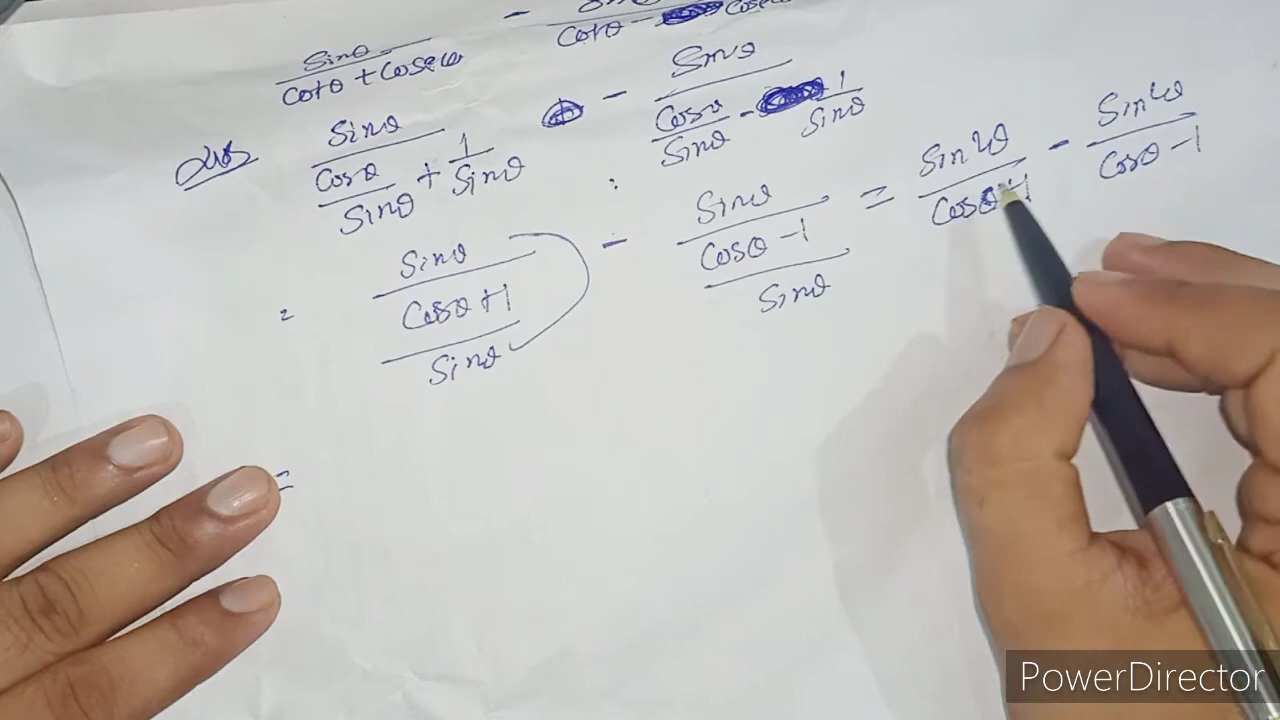 sinθ / (cotθ + cosecθ) - sinθ / (cotθ - cosecθ)
Ans sinθ / (cosθ/sinθ + 1/sinθ) - sinθ / (cosθ/sinθ - 1/sinθ)
= sinθ / ((cosθ+1)/sinθ) - sinθ / ((cosθ-1)/sinθ) = sin²θ / (cosθ+1) - sin²θ / (cosθ-1)
=
PowerDirector